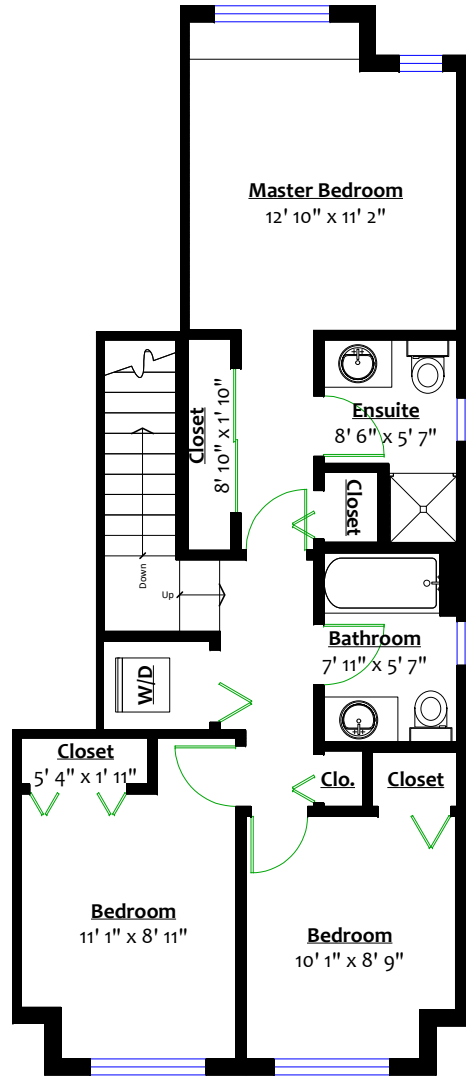 Master Bedroom
12' 10" x 11' 2"
Closet
8' 10" x 1' 10"
Ensuite
8' 6" x 5' 7"
Closet
Down
Up
Bathroom
7' 11" x 5' 7"
W/D
Closet
5' 4" x 1' 11"
Clo.
Closet
Bedroom
11' 1" x 8' 11"
Bedroom
10' 1" x 8' 9"